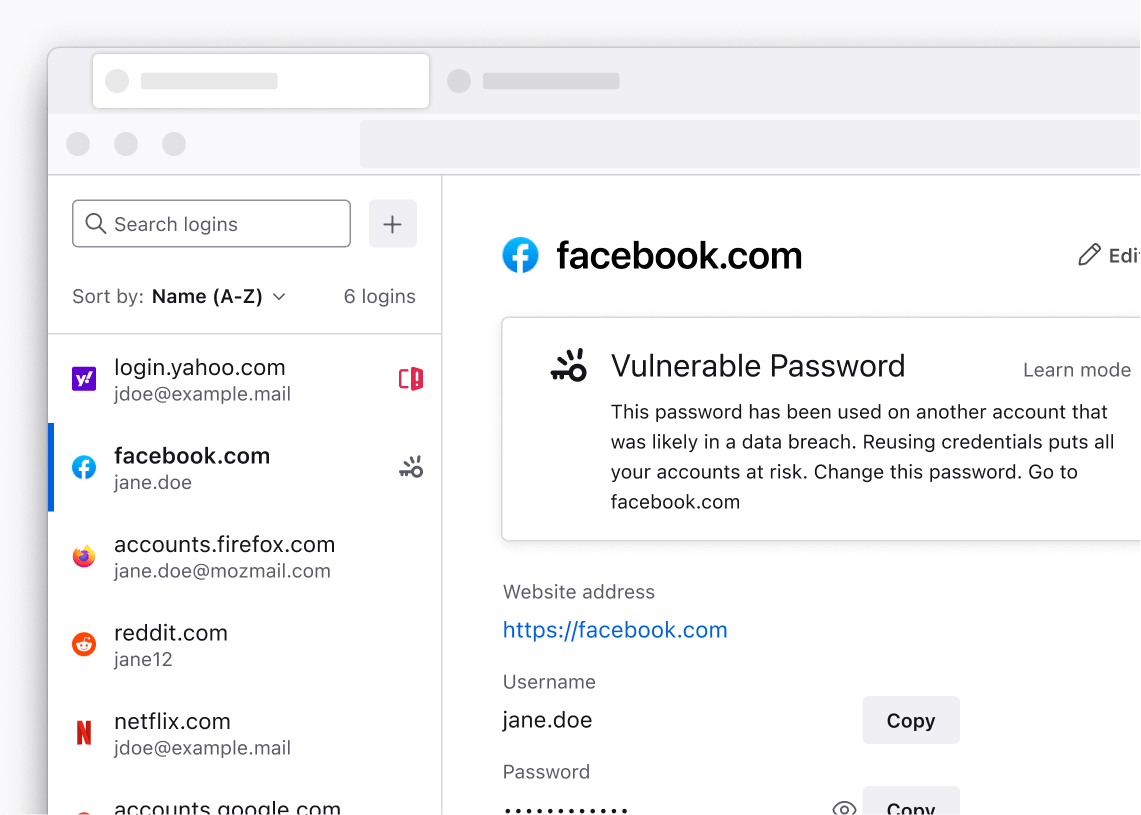 Search logins
+
Sort by: Name (A-Z)
6 logins
y!
login.yahoo.com
jdoe@example.mail
facebook.com
jane.doe
accounts.firefox.com
jane.doe@mozmail.com
reddit.com
jane12
N
netflix.com
jdoe@example.mail
accounts.google.com
facebook.com
Edit
Vulnerable Password
Learn mode
This password has been used on another account that
was likely in a data breach. Reusing credentials puts all
your accounts at risk. Change this password. Go to
facebook.com
Website address
https://facebook.com
Username
jane.doe
Copy
Password
••••••••••••
Copy